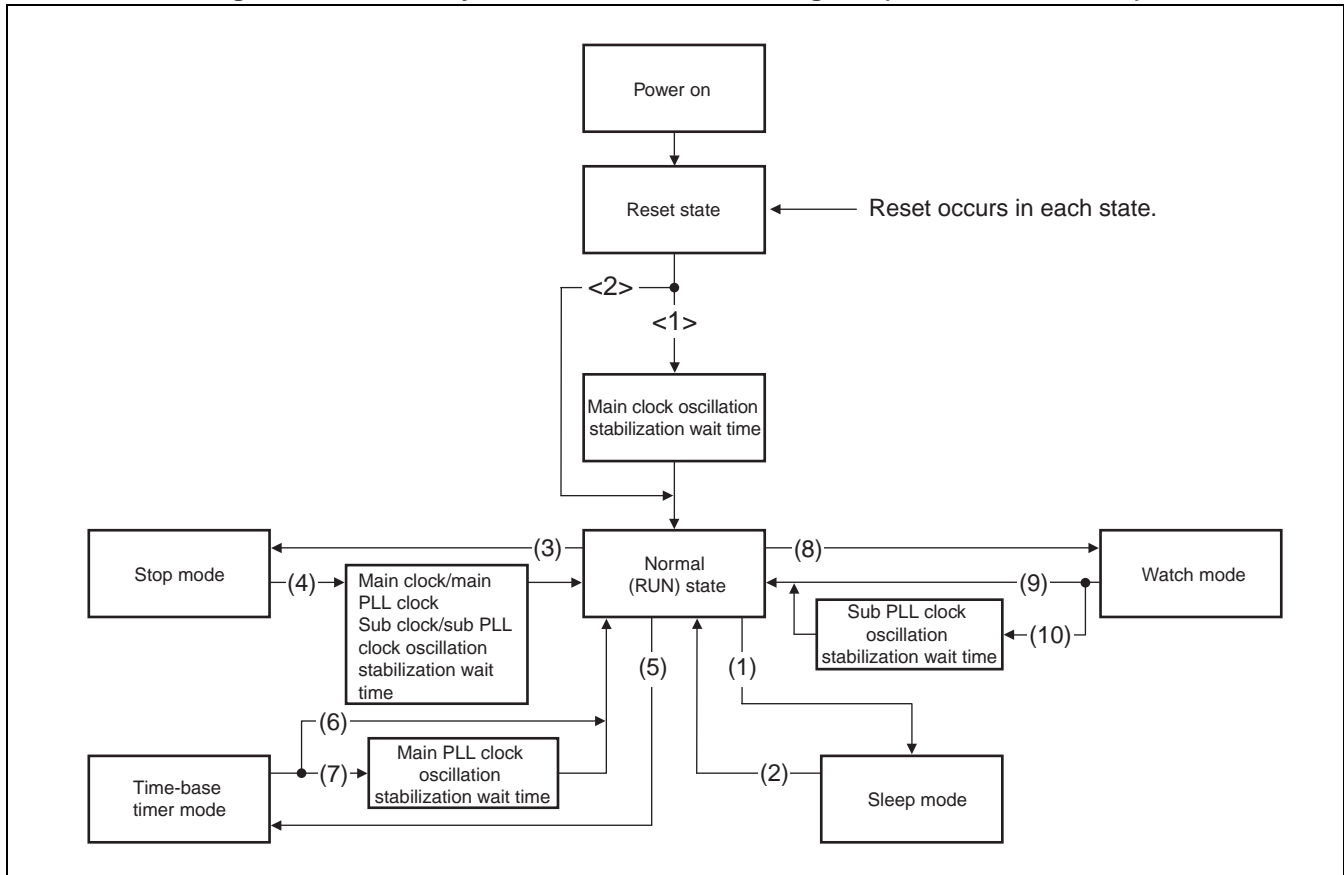 Power on
Reset state
Reset occurs in each state.
<2>
<1>
Main clock oscillation
stabilization wait time
Stop mode
(3)
(4)
Main clock/main
PLL clock
Sub clock/sub PLL
clock oscillation
stabilization wait
time
Normal
(RUN) state
(8)
(9)
Watch mode
Sub PLL clock
oscillation
stabilization wait time
(10)
(5)
(1)
(6)
(7)
Main PLL clock
oscillation
stabilization wait time
Time-base
timer mode
(2)
Sleep mode